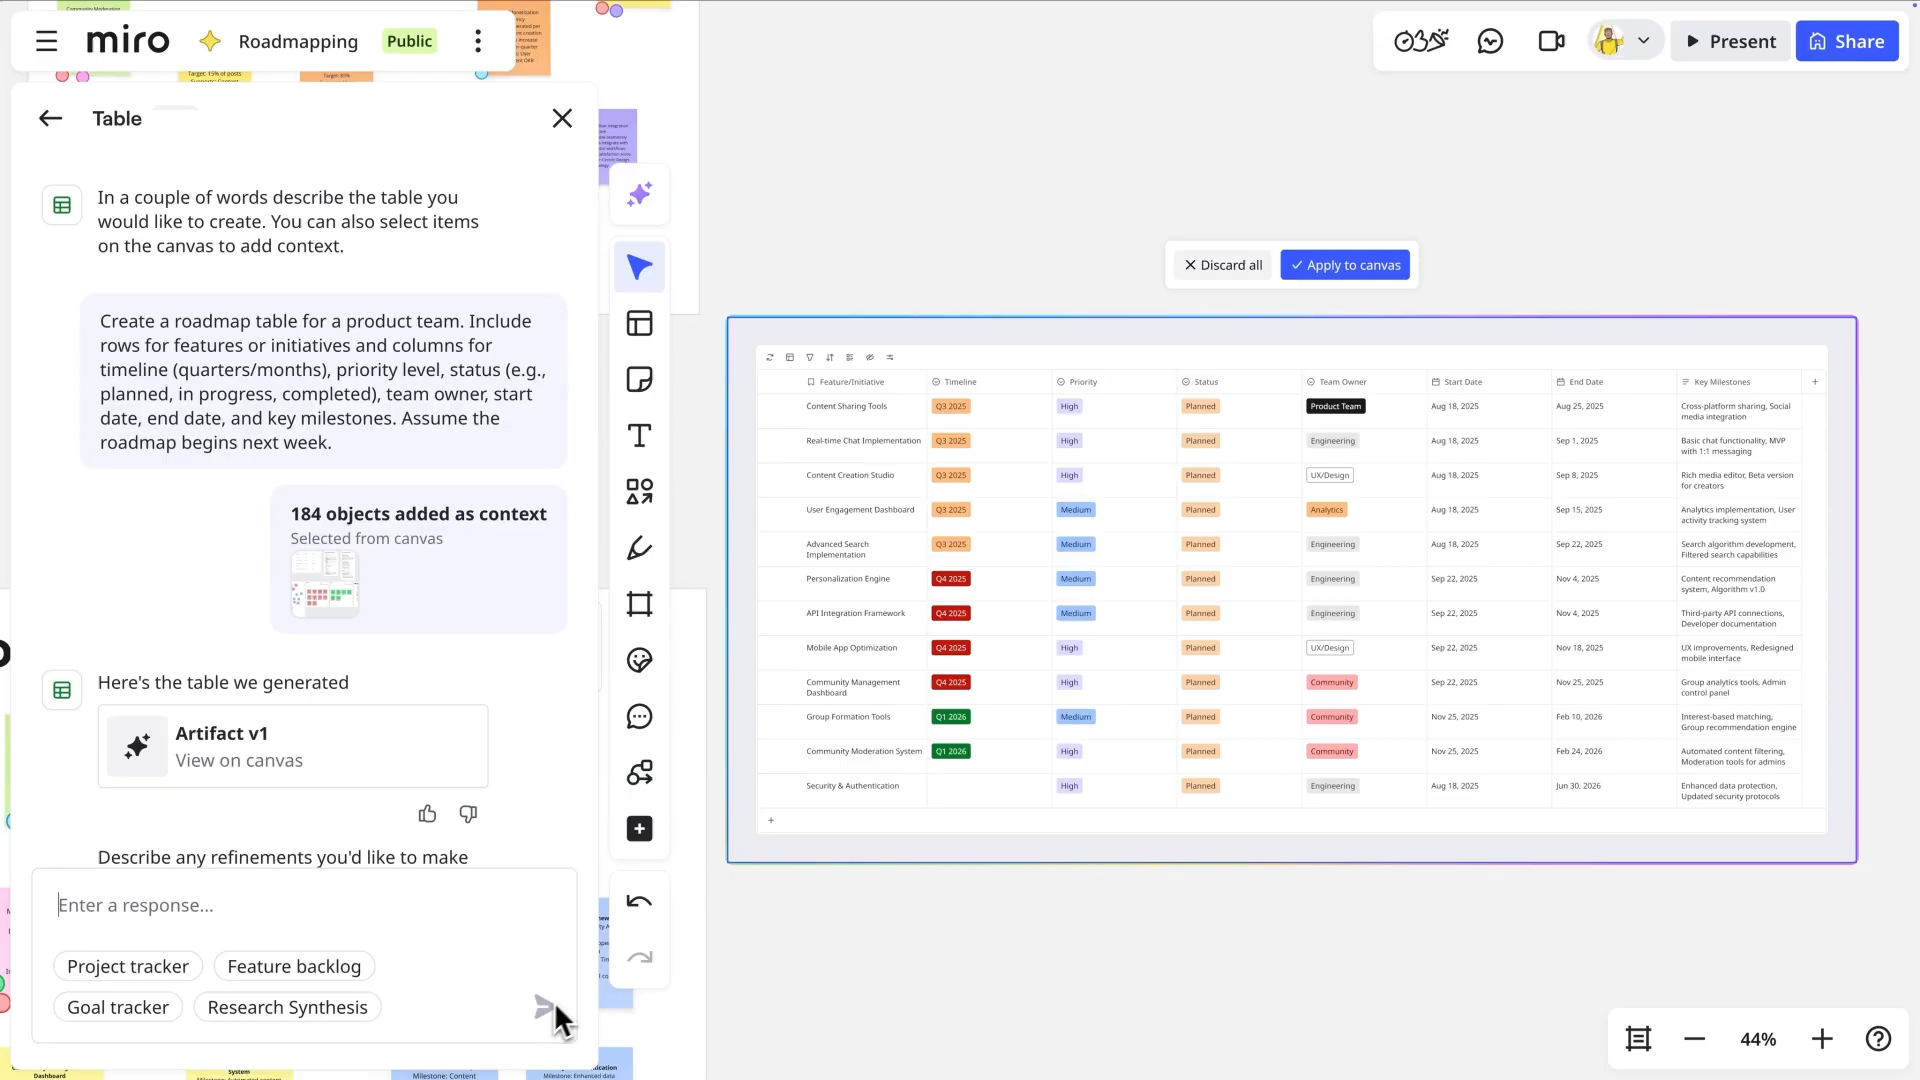 miro
Roadmapping
Public
Present
Share
Table
In a couple of words describe the table you
would like to create. You can also select items
on the canvas to add context.
Create a roadmap table for a product team. Include
rows for features or initiatives and columns for
timeline (quarters/months), priority level, status (e.g.,
planned, in progress, completed), team owner, start
date, end date, and key milestones. Assume the
roadmap begins next week.
184 objects added as context
Selected from canvas
Here's the table we generated
Artifact v1
View on canvas
Describe any refinements you'd like to make
Enter a response...
Project tracker Feature backlog
Goal tracker Research Synthesis
Discard all Apply to canvas
Feature/Initiative Timeline Priority Status Team Owner Start Date End Date Key Milestones
Content Sharing Tools Q3 2025 High Planned Product Team Aug 18, 2025 Aug 25, 2025 Cross-platform sharing, Social
media integration
Real-time Chat Implementation Q3 2025 High Planned Engineering Aug 18, 2025 Sep 1, 2025 Basic chat functionality, MVP
with 1:1 messaging
Content Creation Studio Q3 2025 High Planned UX/Design Aug 18, 2025 Sep 8, 2025 Rich media editor, Beta version
for creators
User Engagement Dashboard Q3 2025 Medium Planned Analytics Aug 18, 2025 Sep 15, 2025 Analytics implementation, User
activity tracking system
Advanced Search Q3 2025 Medium Planned Engineering Aug 18, 2025 Sep 22, 2025 Search algorithm development,
Implementation Filtered search capabilities
Personalization Engine Q4 2025 Medium Planned Engineering Sep 22, 2025 Nov 4, 2025 Content recommendation
system, Algorithm v1.0
API Integration Framework Q4 2025 Medium Planned Engineering Sep 22, 2025 Nov 4, 2025 Third-party API connections,
Developer documentation
Mobile App Optimization Q4 2025 High Planned UX/Design Sep 22, 2025 Nov 18, 2025 UX improvements, Redesigned
mobile interface
Community Management Q4 2025 High Planned Community Sep 22, 2025 Nov 25, 2025 Group analytics tools, Admin
Dashboard control panel
Group Formation Tools Q1 2026 Medium Planned Community Nov 25, 2025 Feb 10, 2026 Interest-based matching,
Group recommendation engine
Community Moderation System Q1 2026 High Planned Community Nov 25, 2025 Feb 24, 2026 Automated content filtering,
Moderation tools for admins
Security & Authentication High Planned Engineering Aug 18, 2025 Jun 30, 2026 Enhanced data protection,
Updated security protocols
44%
Target: 15% of posts
Dashboard
System
Milestone: Content
Milestone: Enhanced data